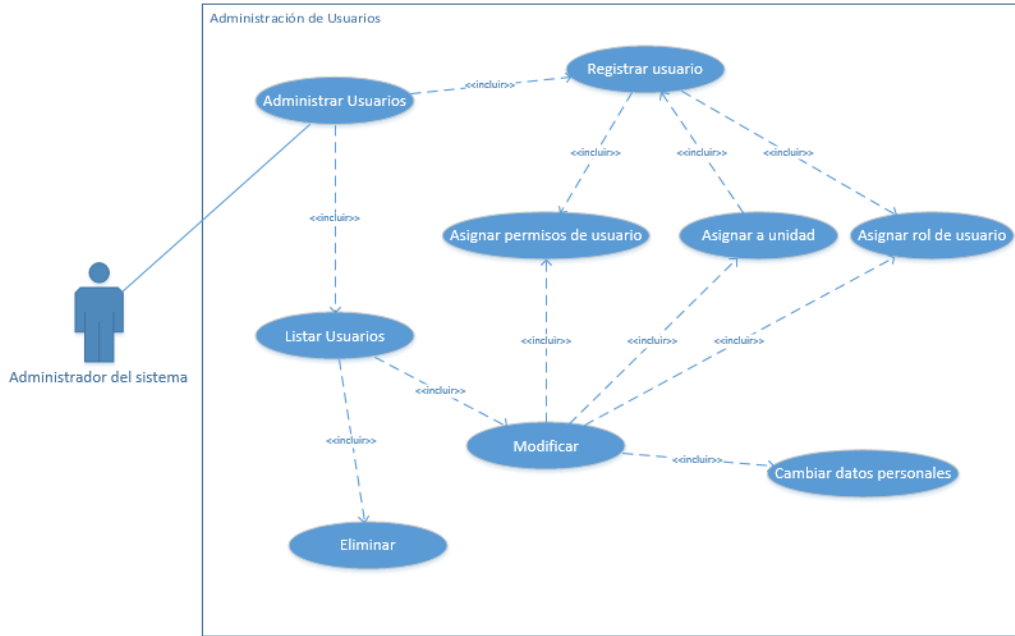 Administración de Usuarios
Registrar usuario
<<incluir>>
Administrar Usuarios
<<incluir>>
<<incluir>>
<<incluir>>
<<incluir>>
Asignar permisos de usuario
Asignar a unidad
Asignar rol de usuario
Listar Usuarios
<<incluir>>
<<incluir>>
<<incluir>>
Administrador del sistema
<<incluir>>
<<incluir>>
Modificar
<<incluir>>
Cambiar datos personales
Eliminar